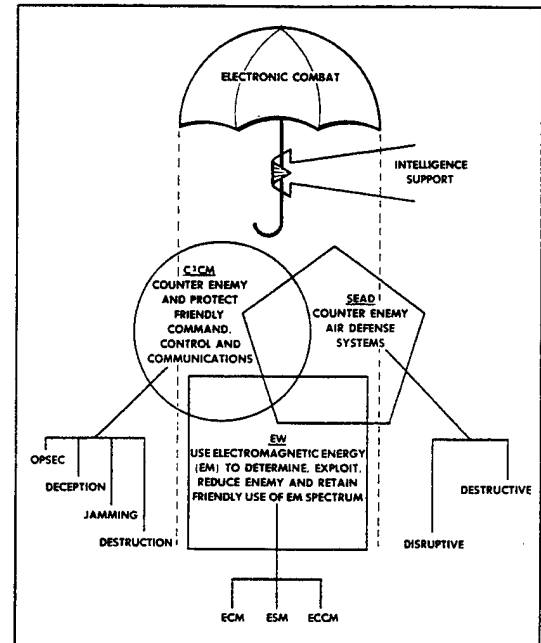 ELECTRONIC COMBAT
INTELLIGENCE
SUPPORT
C³CM
COUNTER ENEMY
AND PROTECT
FRIENDLY
COMMAND,
CONTROL AND
COMMUNICATIONS
SEAD
COUNTER ENEMY
AIR DEFENSE
SYSTEMS
EW
USE ELECTROMAGNETIC ENERGY
(EM) TO DETERMINE, EXPLOIT,
REDUCE ENEMY AND RETAIN
FRIENDLY USE OF EM SPECTRUM
OPSEC
DECEPTION
JAMMING
DESTRUCTION
DESTRUCTIVE
DISRUPTIVE
ECM ESM ECCM